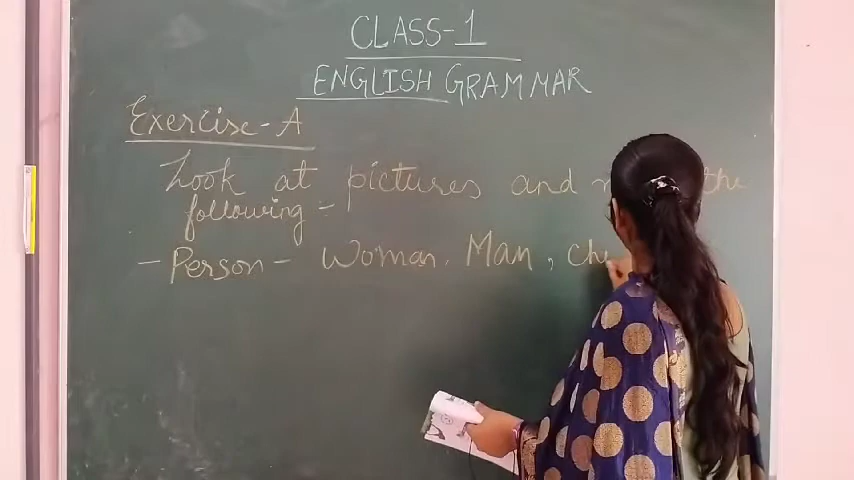 CLASS-1
ENGLISH GRAMMAR
Exercise-A
Look at pictures and the
following -
- Person - Woman, Man, Ch